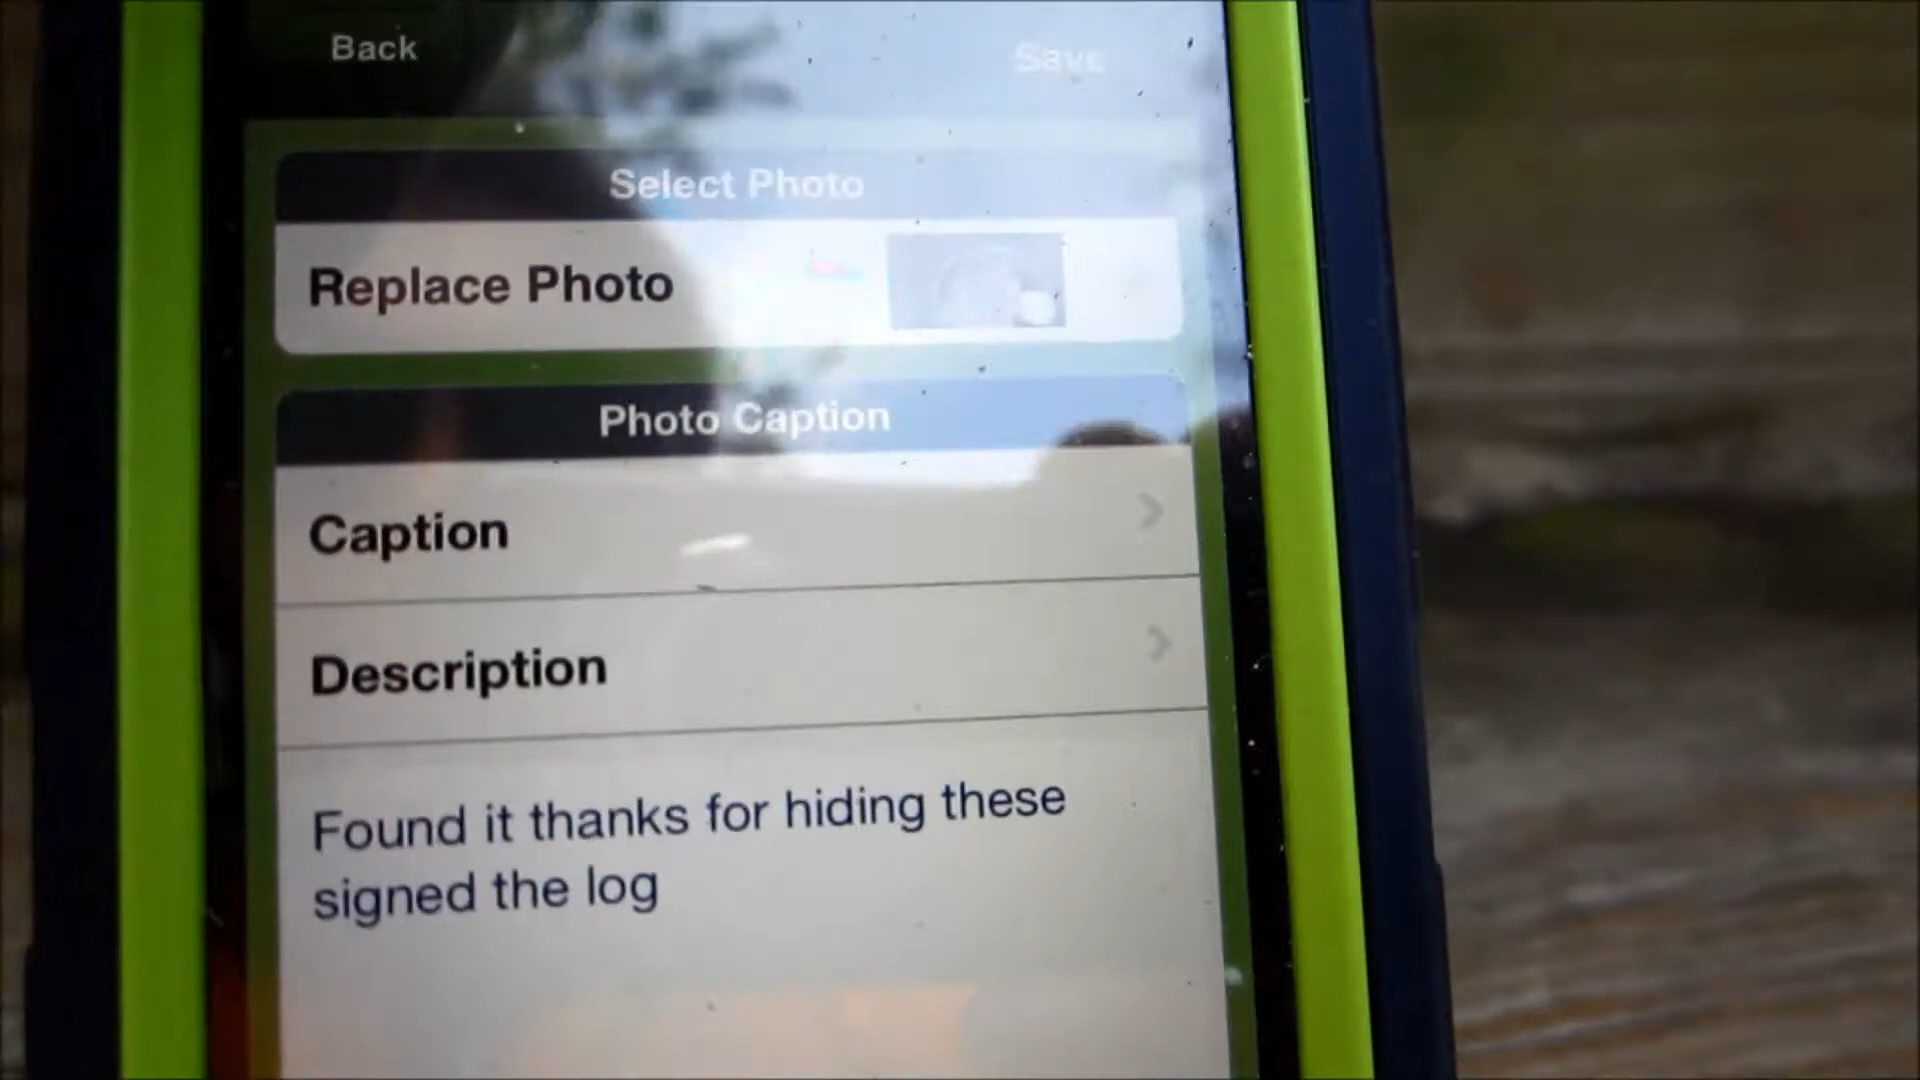 Back
Save
Select Photo
Replace Photo
Photo Caption
Caption
Description
Found it thanks for hiding these
signed the log